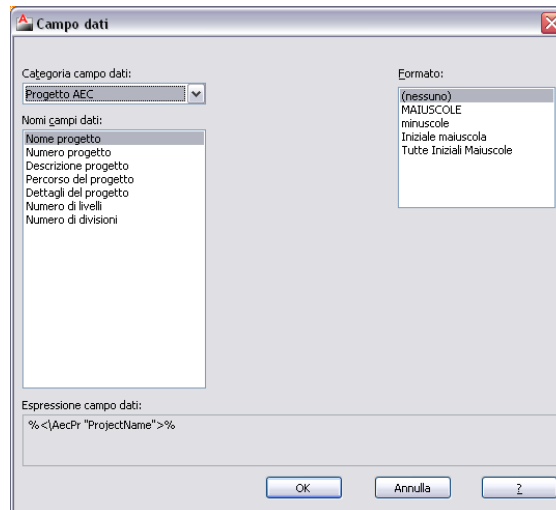 Campo dati
Categoria campo dati:
Progetto AEC
Nomi campi dati:
Nome progetto
Numero progetto
Descrizione progetto
Percorso del progetto
Dettagli del progetto
Numero di livelli
Numero di divisioni
Formato:
(nessuno)
MAIUSCOLE
minuscole
Iniziale maiuscola
Tutte Iniziali Maiuscole
Espressione campo dati:
%<\AecPr "ProjectName">%
OK
Annulla
?